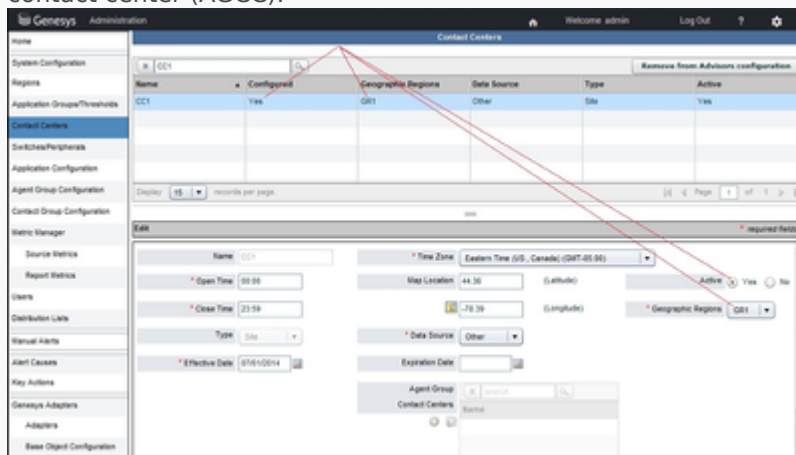 contact center (AGCC).
Genesys Administration Welcome admin Log Out ?
Home
Contact Centers
System Configuration
CC1 Remove from Advisors configuration
Regions
Name Configured Geographic Regions Data Source Type Active
Application Groups/Thresholds
CC1 Yes GR1 Other Site Yes
Contact Centers
Switches/Peripherals
Application Configuration
Agent Group Configuration
Display 15 records per page. Page 1 of 1
Contact Group Configuration
Metric Manager
Edit * required fields
Source Metrics
Name CC1 * Time Zone Eastern Time (US, Canada) (GMT-05:00)
Report Metrics
* Open Time 00:00 Map Location 44.36 (Latitude) Active Yes No
Users
Distribution Lists
* Close Time 23:59 -78.39 (Longitude) * Geographic Regions GR1
Manual Alerts
Type Site * Data Source Other
Alert Causes
* Effective Date 07/01/2014 Expiration Date
Key Actions
Genesys Adapters
Agent Group search
Contact Centers Name
Adapters
Base Object Configuration